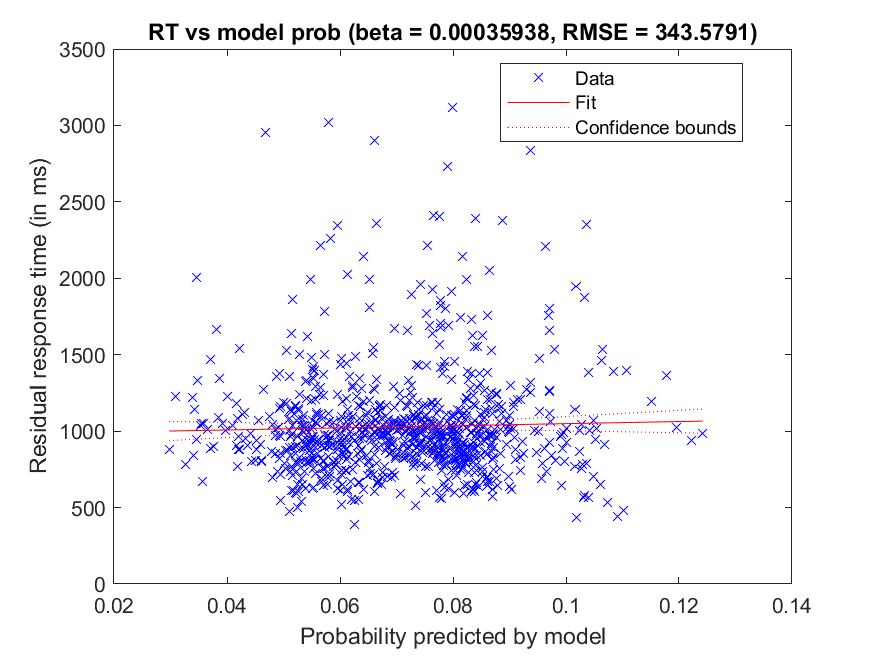 RT vs model prob (beta = 0.00035938, RMSE = 343.5791)
3500
3000
2500
2000
1500
1000
500
0
Residual response time (in ms)
Data
Fit
Confidence bounds
0.02
0.04
0.06
0.08
0.1
0.12
0.14
Probability predicted by model